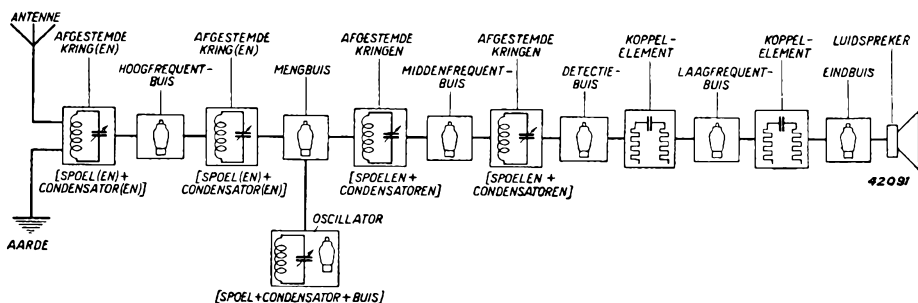 ANTENNE
AFGESTEMDE
KRING(EN)
HOOGFREQUENT-
BUIS
AFGESTEMDE
KRING(EN)
MENGBUIS
AFGESTEMDE
KRINGEN
MIDDENFREQUENT-
BUIS
AFGESTEMDE
KRINGEN
DETECTIE-
BUIS
KOPPEL-
ELEMENT
LAAGFREQUENT-
BUIS
KOPPEL-
ELEMENT
EINDBUIS
LUIDSPREKER
[SPOEL(EN)+
CONDENSATOR(EN)]
[SPOEL(EN)+
CONDENSATOR(EN)]
[SPOELEN +
CONDENSATOREN]
[SPOELEN +
CONDENSATOREN]
42091
AARDE
OSCILLATOR
[SPOEL+CONDENSATOR+BUIS]